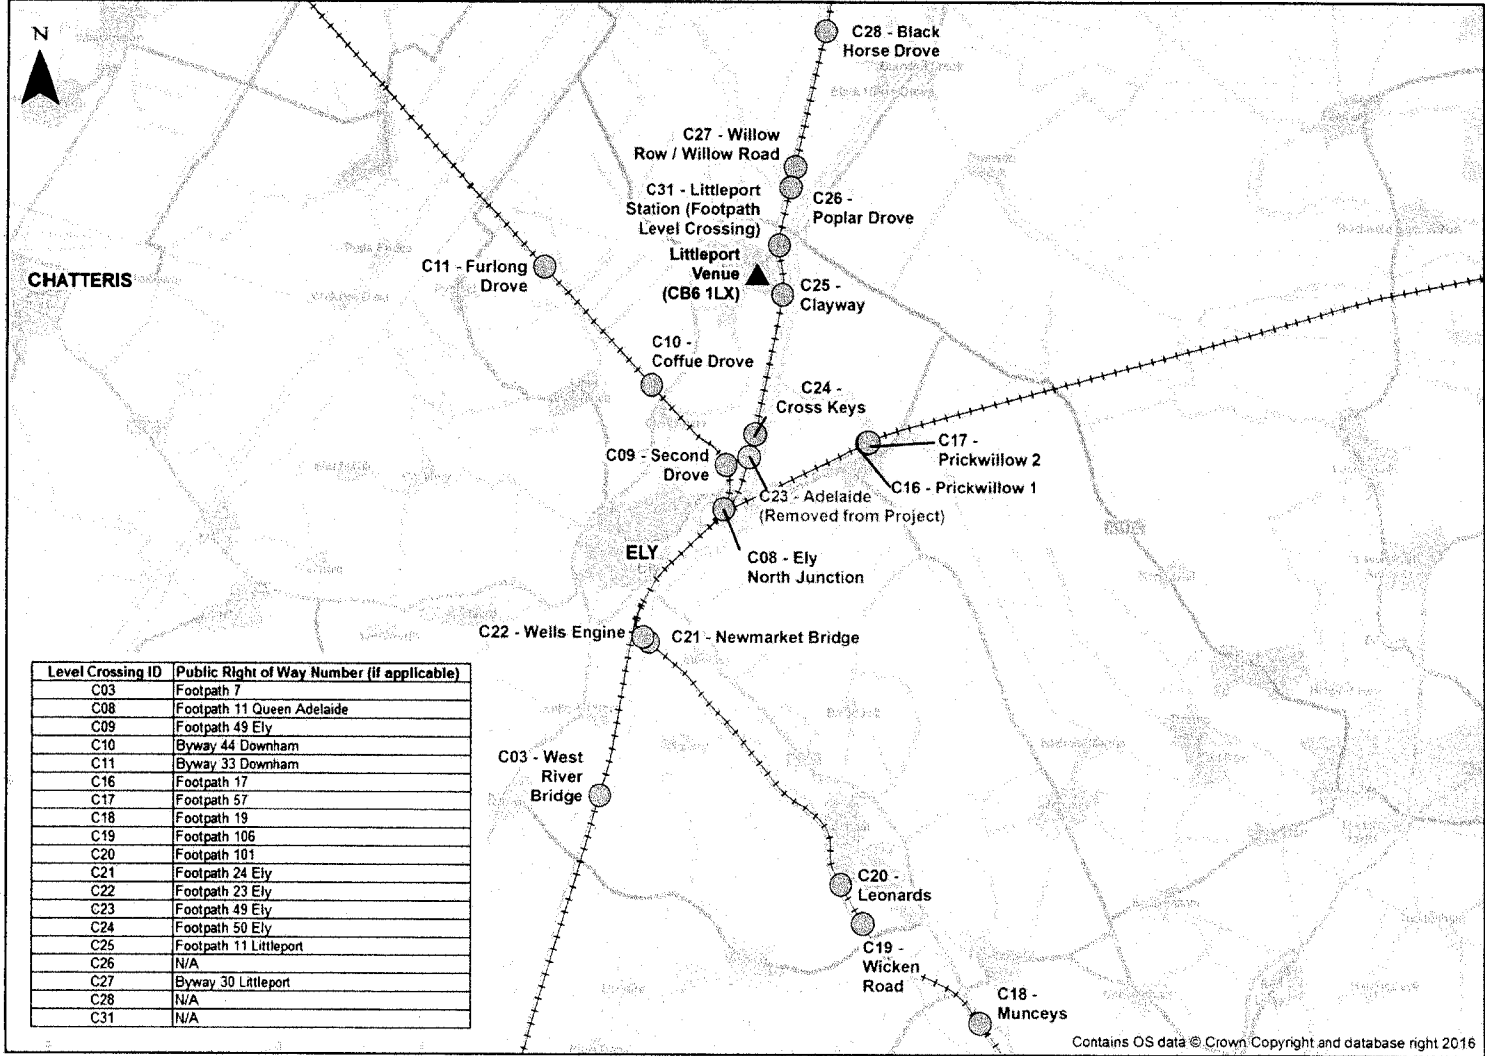 N
C28 - Black
Horse Drove
C27 - Willow
Row / Willow Road
C31 - Littleport
Station (Footpath
Level Crossing)
C26 -
Poplar Drove
Littleport
Venue
(CB6 1LX)
C11 - Furlong
Drove
CHATTERIS
C25 -
Clayway
C10 -
Coffue Drove
C24 -
Cross Keys
C09 - Second
Drove
C17 -
Prickwillow 2
C16 - Prickwillow 1
C23 - Adelaide
(Removed from Project)
ELY
C08 - Ely
North Junction
C22 - Wells Engine
C21 - Newmarket Bridge
C03 - West
River
Bridge
C20 -
Leonards
C19 -
Wicken
Road
C18 -
Munceys
Level Crossing ID Public Right of Way Number (if applicable)
C03 Footpath 7
C08 Footpath 11 Queen Adelaide
C09 Footpath 49 Ely
C10 Byway 44 Downham
C11 Byway 33 Downham
C16 Footpath 17
C17 Footpath 57
C18 Footpath 19
C19 Footpath 106
C20 Footpath 101
C21 Footpath 24 Ely
C22 Footpath 23 Ely
C23 Footpath 49 Ely
C24 Footpath 50 Ely
C25 Footpath 11 Littleport
C26 N/A
C27 Byway 30 Littleport
C28 N/A
C31 N/A
Contains OS data © Crown Copyright and database right 2016